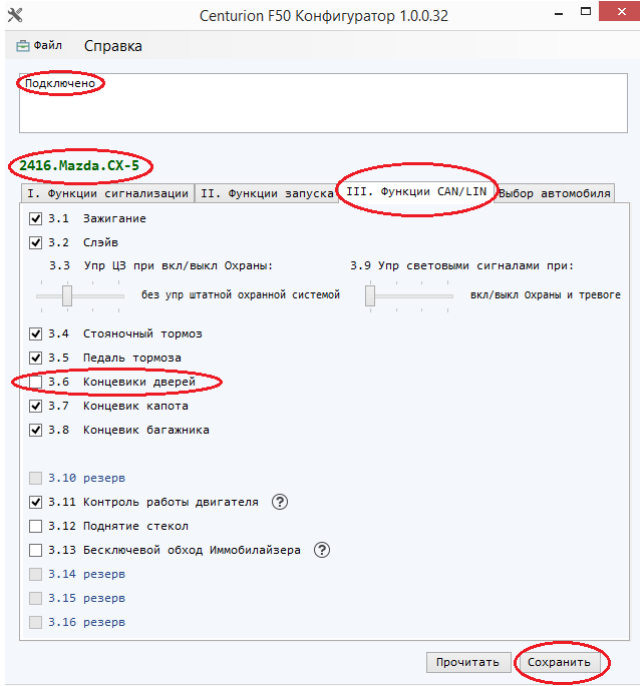 Centurion F50 Конфигуратор 1.0.0.32
Файл Справка
Подключено
2416.Mazda.CX-5
I. Функции сигнализации II. Функции запуска III. Функции CAN/LIN Выбор автомобиля
3.1 Зажигание
3.2 Слэйв
3.3 Упр ЦЗ при вкл/выкл Охраны: 3.9 Упр световыми сигналами при:
без упр штатной охранной системой вкл/выкл Охраны и тревоге
3.4 Стояночный тормоз
3.5 Педаль тормоза
3.6 Концевики дверей
3.7 Концевик капота
3.8 Концевик багажника
3.10 резерв
3.11 Контроль работы двигателя ?
3.12 Поднятие стекол
3.13 Бесключевой обход Иммобилайзера ?
3.14 резерв
3.15 резерв
3.16 резерв
Прочитать Сохранить